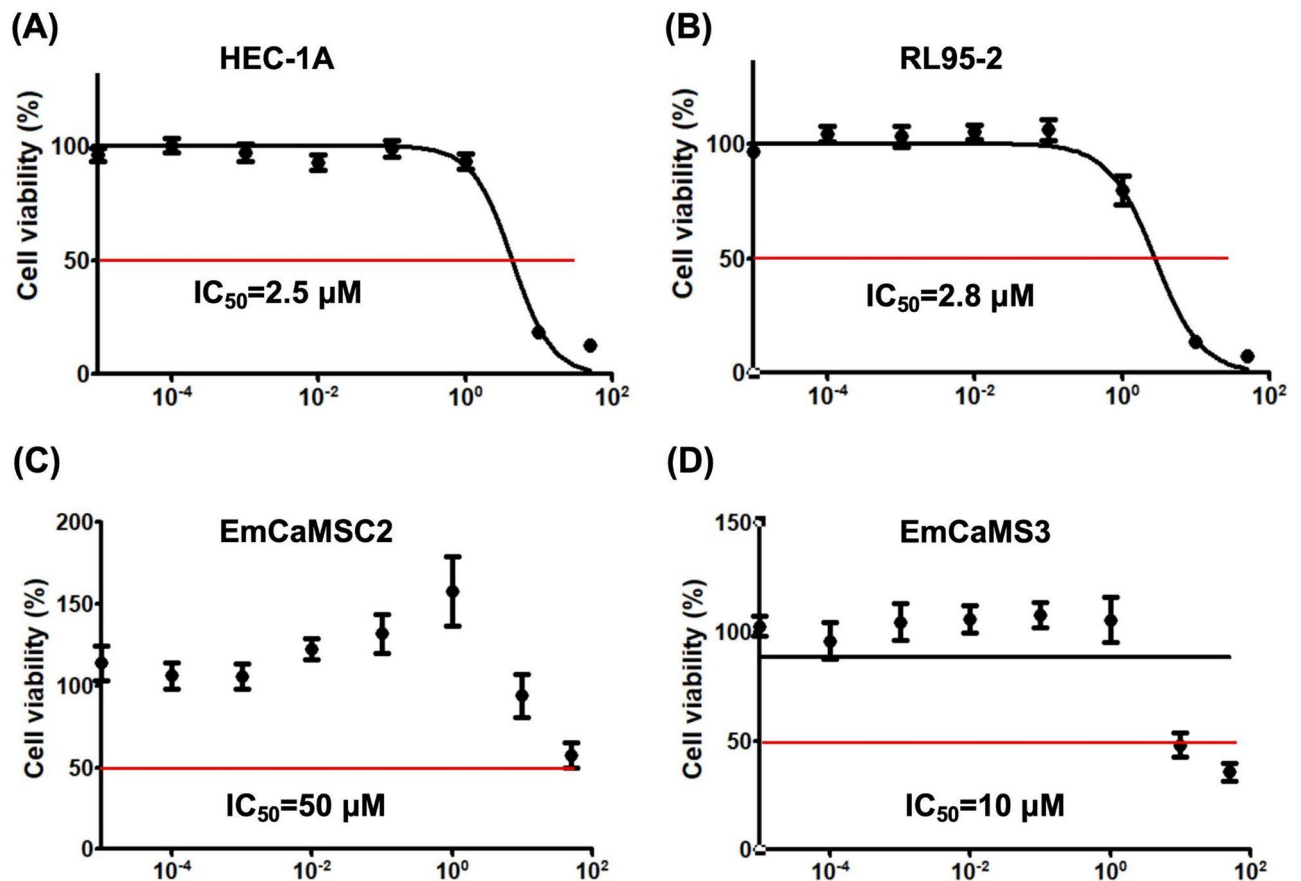 (A)
HEC-1A
Cell viability (%)
100
50
0
IC₅₀=2.5 µM
10⁻⁴ 10⁻² 10⁰ 10²
(B)
RL95-2
Cell viability (%)
100
50
0
IC₅₀=2.8 µM
10⁻⁴ 10⁻² 10⁰ 10²
(C)
EmCaMSC2
Cell viability (%)
200
150
100
50
0
IC₅₀=50 µM
10⁻⁴ 10⁻² 10⁰ 10²
(D)
EmCaMS3
Cell viability (%)
150
100
50
0
IC₅₀=10 µM
10⁻⁴ 10⁻² 10⁰ 10²